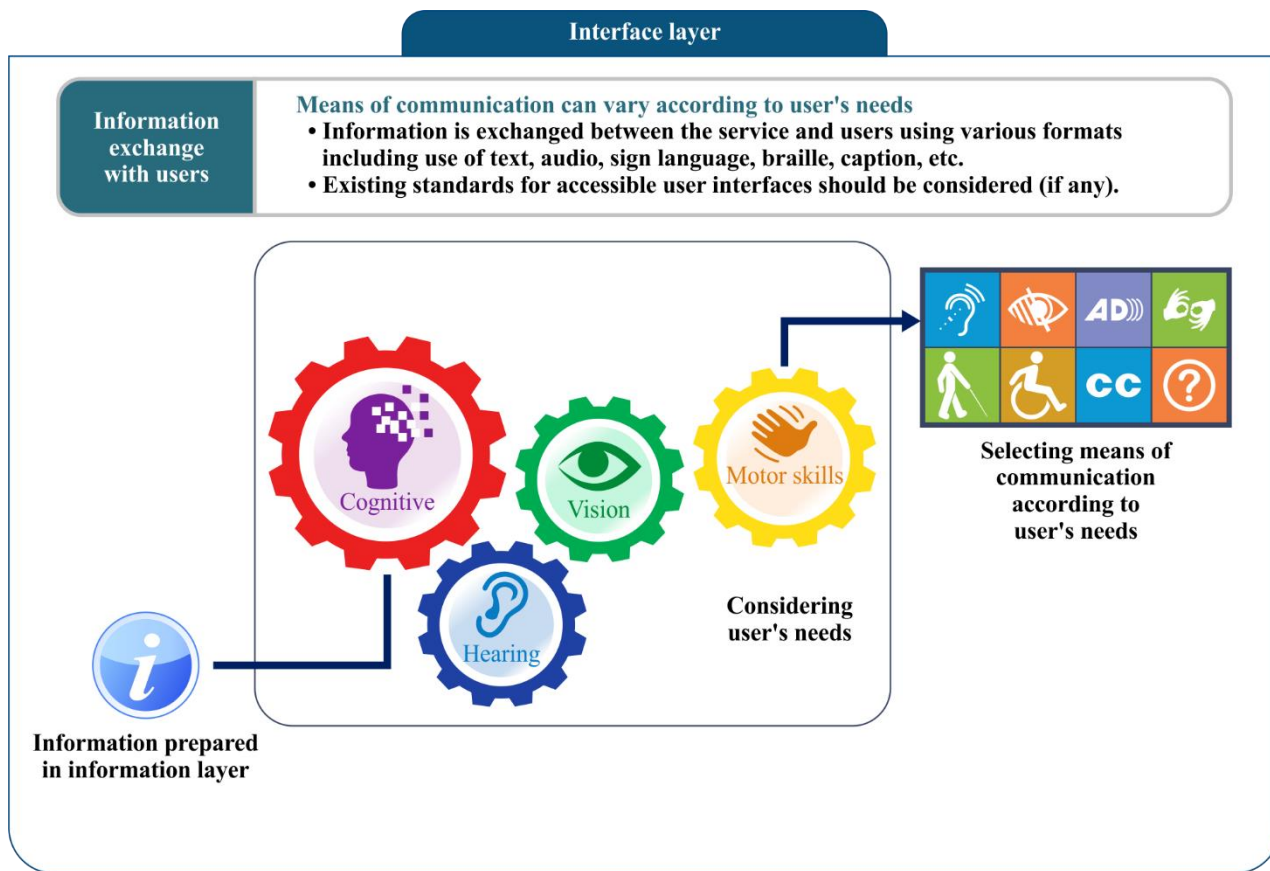 Interface layer
Information
exchange
with users
Means of communication can vary according to user's needs
• Information is exchanged between the service and users using various formats
including use of text, audio, sign language, braille, caption, etc.
• Existing standards for accessible user interfaces should be considered (if any).
Cognitive
Vision
Motor skills
Hearing
Considering
user's needs
AD
CC
?
Selecting means of
communication
according to
user's needs
i
Information prepared
in information layer